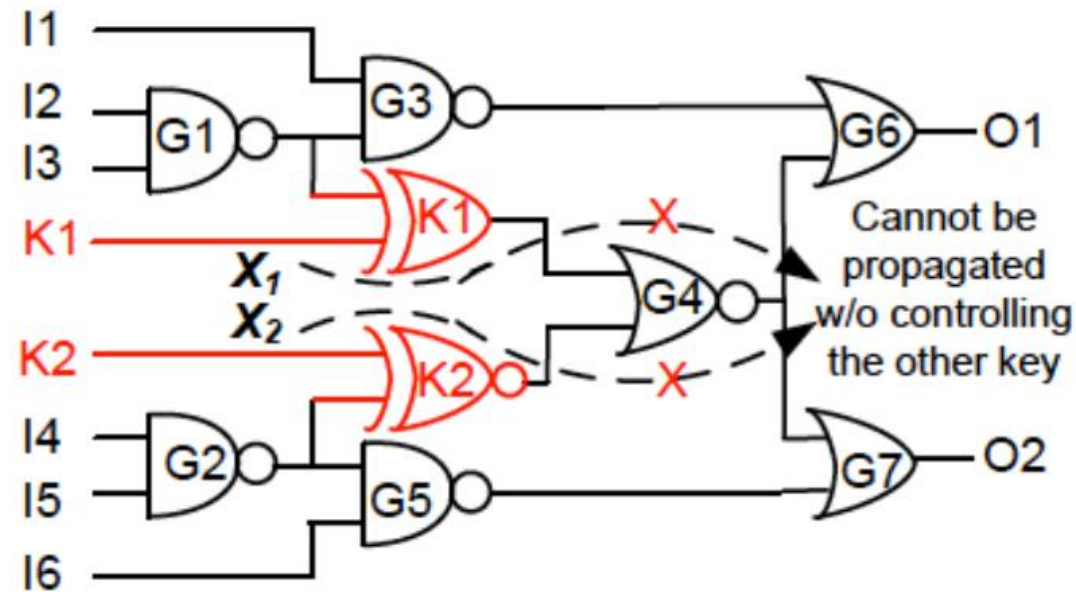 I1
I2
I3
K1
X1
X2
K2
I4
I5
I6
G1
G2
G3
K1
K2
G5
X
G4
X
G6
G7
O1
Cannot be
propagated
w/o controlling
the other key
O2